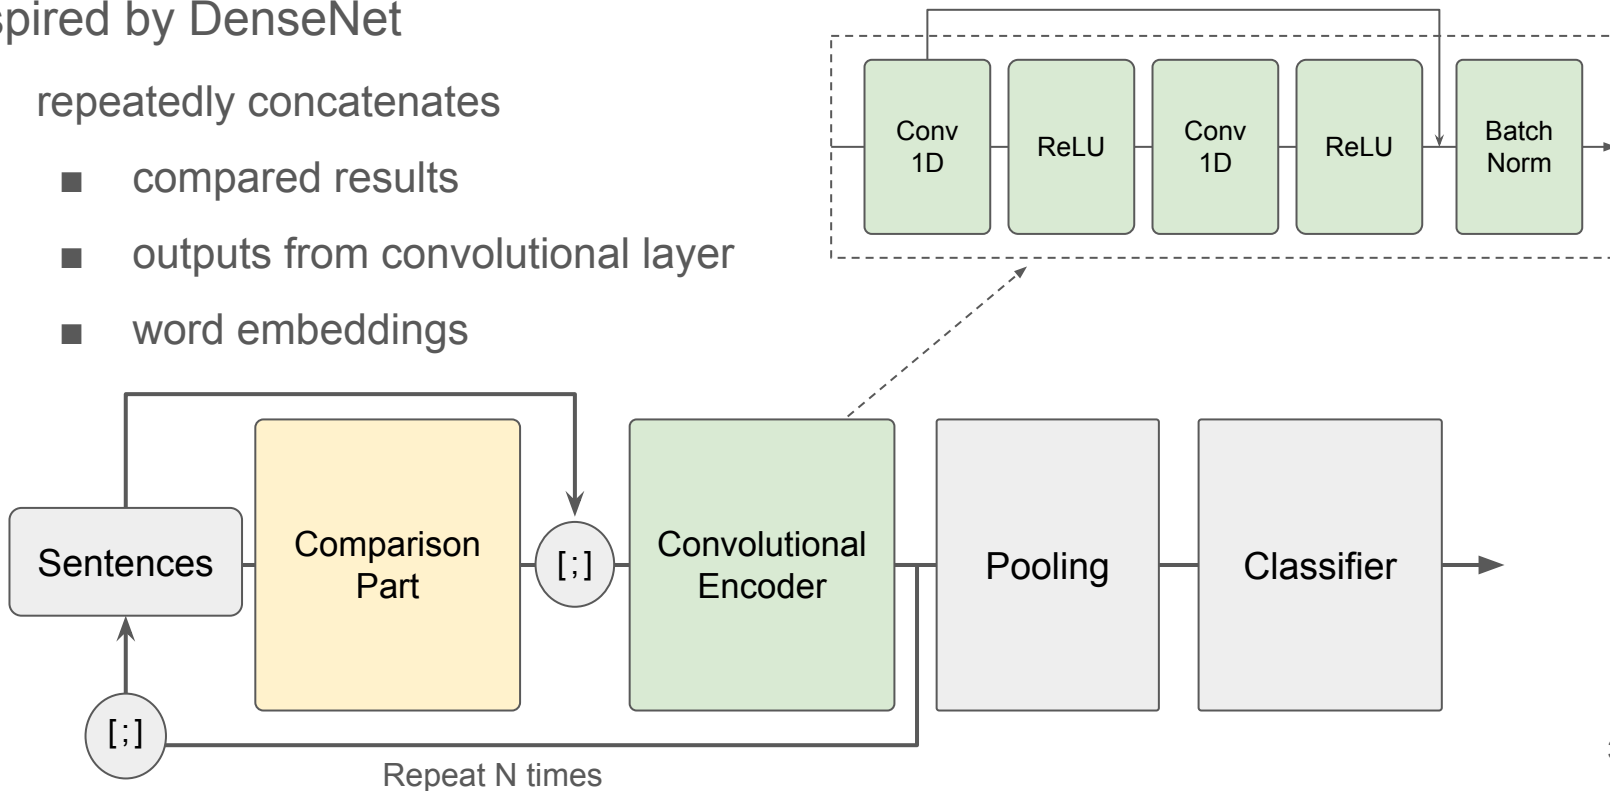 spired by DenseNet
repeatedly concatenates
■ compared results
■ outputs from convolutional layer
■ word embeddings
Conv
1D
ReLU
Conv
1D
ReLU
Batch
Norm
Sentences
Comparison
Part
[;]
Convolutional
Encoder
Pooling
Classifier
[;]
Repeat N times